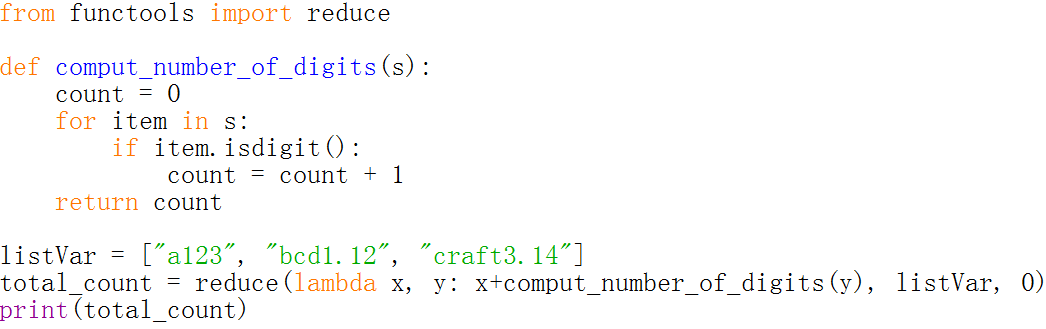 from functools import reduce
def comput_number_of_digits(s):
    count = 0
    for item in s:
        if item.isdigit():
            count = count + 1
    return count
listVar = ["a123", "bcd1.12", "craft3.14"]
total_count = reduce(lambda x, y: x+comput_number_of_digits(y), listVar, 0)
print(total_count)